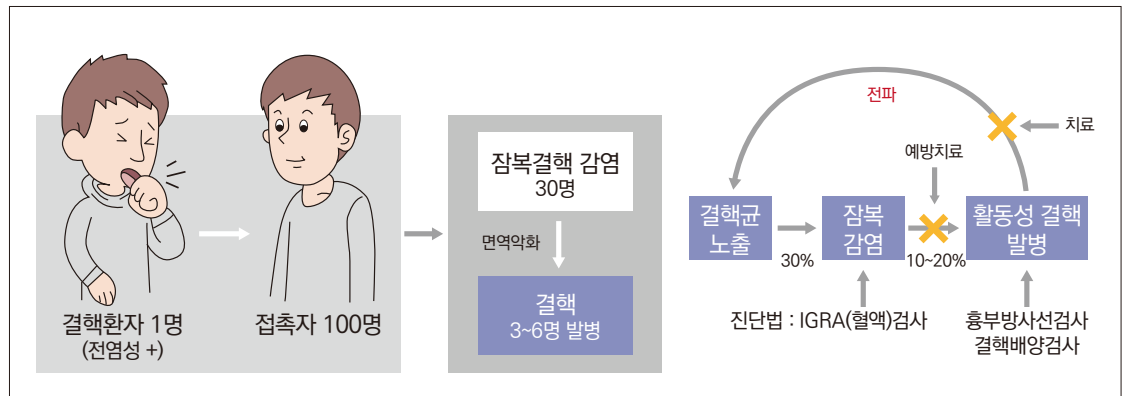 결핵환자 1명
(전염성 +)
접촉자 100명
잠복결핵 감염
30명
면역악화
결핵
3~6명 발병
전파
치료
예방치료
결핵균
노출
30%
잠복
감염
10~20%
활동성 결핵
발병
진단법 : IGRA(혈액)검사
흉부방사선검사
결핵배양검사